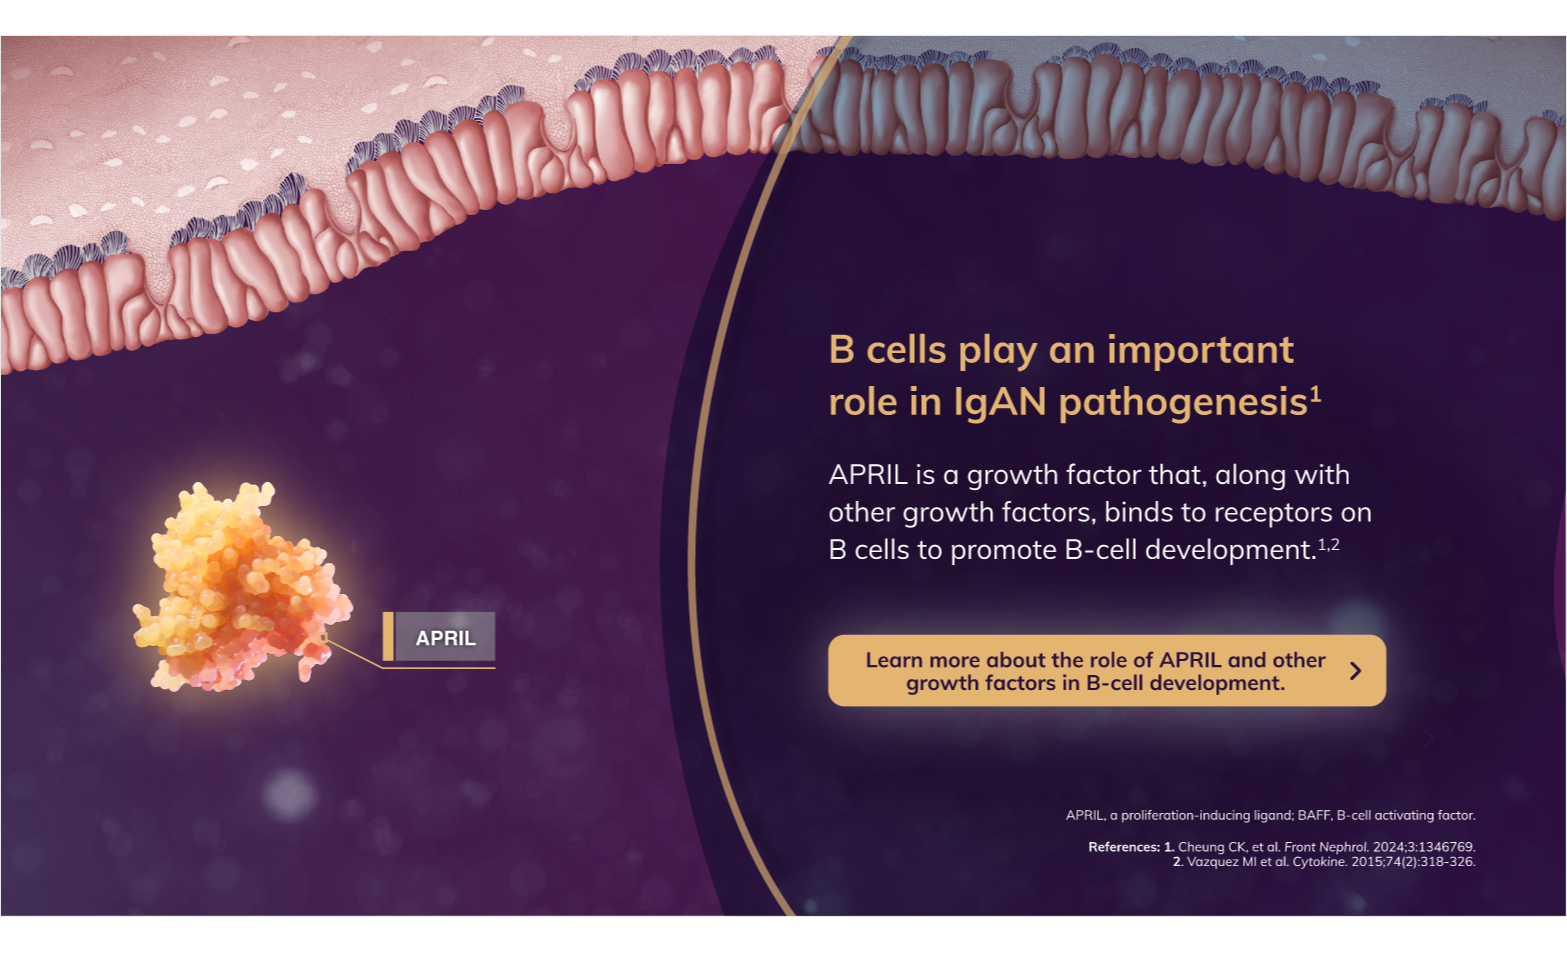 B cells play an important
role in IgAN pathogenesis¹
APRIL is a growth factor that, along with
other growth factors, binds to receptors on
B cells to promote B-cell development.¹,²
APRIL
Learn more about the role of APRIL and other
growth factors in B-cell development.
APRIL, a proliferation-inducing ligand; BAFF, B-cell activating factor.
References: 1. Cheung CK, et al. Front Nephrol. 2024;3:1346769.
2. Vazquez MI et al. Cytokine. 2015;74(2):318-326.